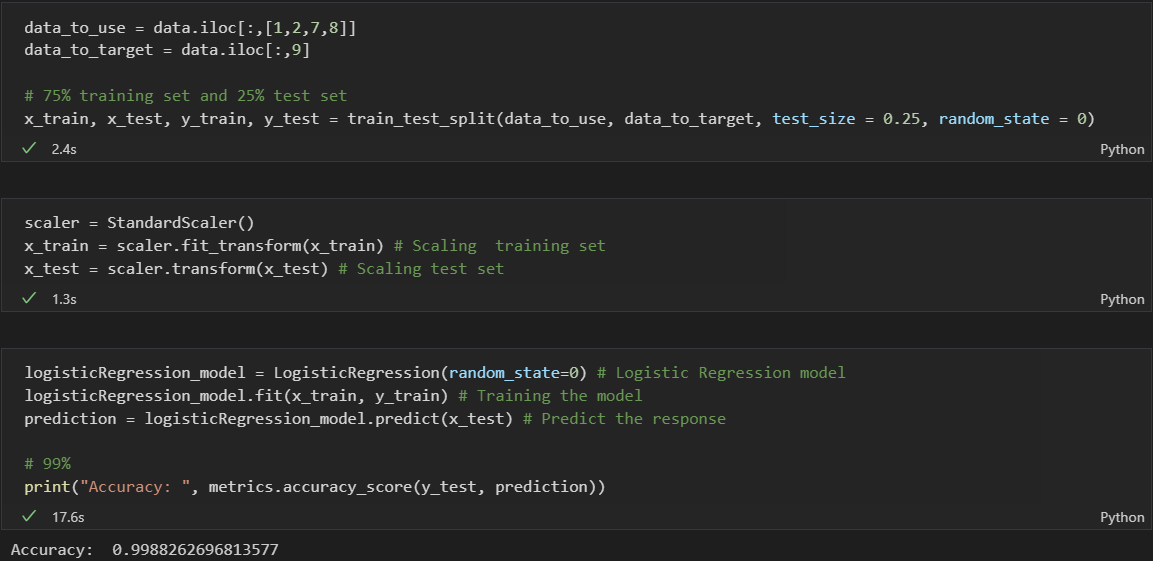 data_to_use = data.iloc[:,[1,2,7,8]]
data_to_target = data.iloc[:,9]
# 75% training set and 25% test set
x_train, x_test, y_train, y_test = train_test_split(data_to_use, data_to_target, test_size = 0.25, random_state = 0)
✓ 2.4s Python
scaler = StandardScaler()
x_train = scaler.fit_transform(x_train) # Scaling  training set
x_test = scaler.transform(x_test) # Scaling test set
✓ 1.3s Python
logisticRegression_model = LogisticRegression(random_state=0) # Logistic Regression model
logisticRegression_model.fit(x_train, y_train) # Training the model
prediction = logisticRegression_model.predict(x_test) # Predict the response
# 99%
print("Accuracy: ", metrics.accuracy_score(y_test, prediction))
✓ 17.6s Python
Accuracy:  0.9988262696813577